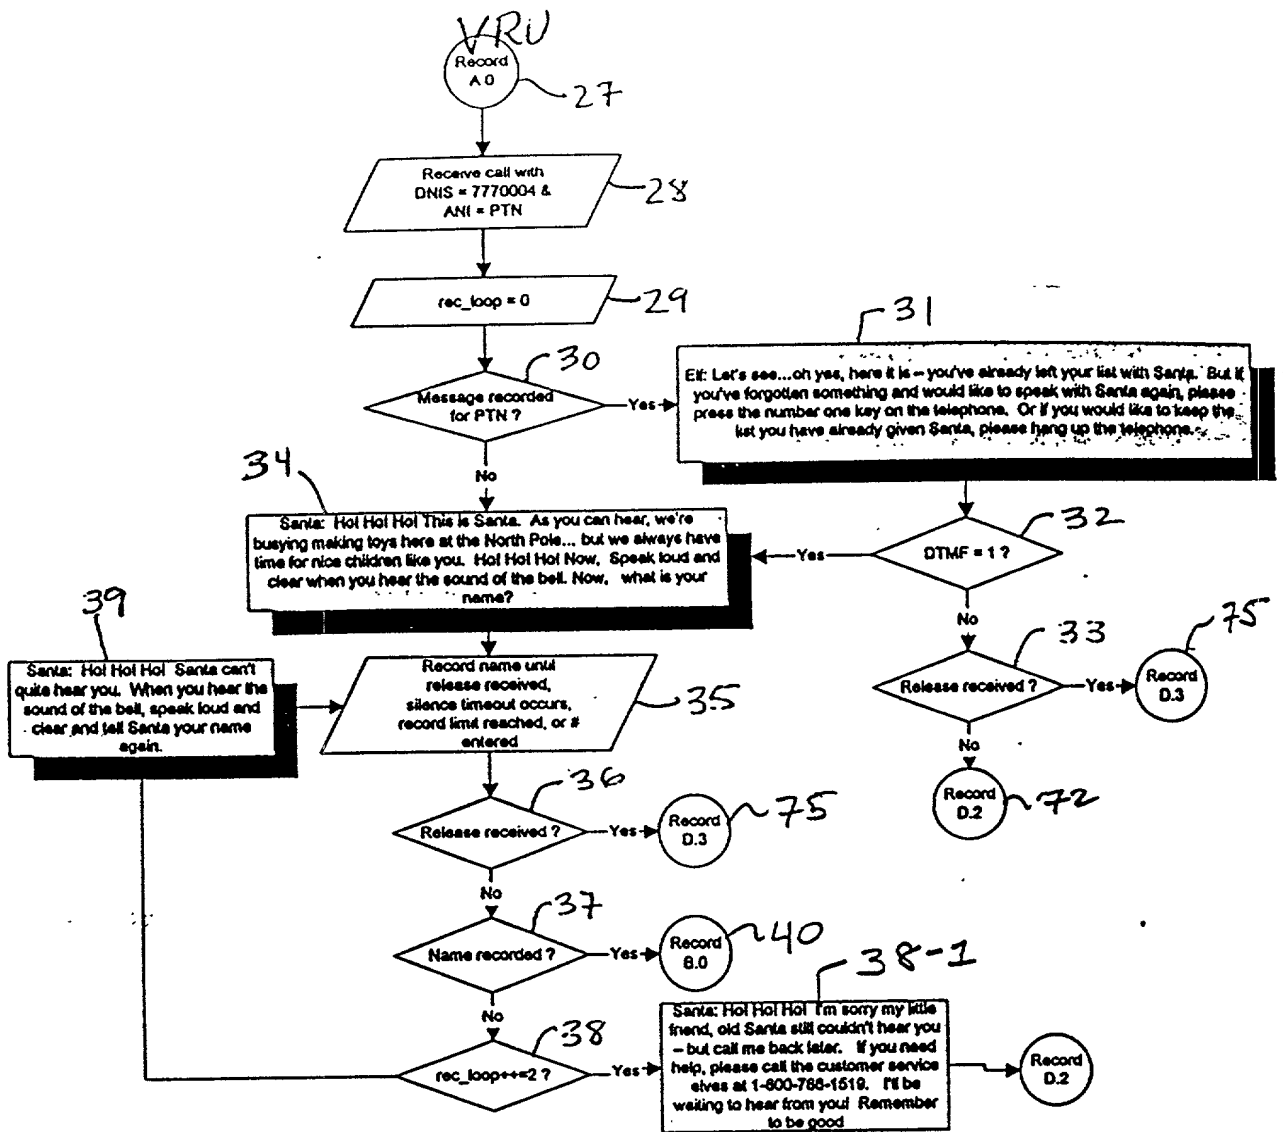 VRU
Record
A.0
27
Receive call with
DNIS = 7770004 &
ANI = PTN
28
rec_loop = 0
29
30
Message recorded
for PTN ?
Yes
No
31
Elf: Let's see...oh yes, here it is -- you've already left your list with Santa. But if
you've forgotten something and would like to speak with Santa again, please
press the number one key on the telephone. Or if you would like to keep the
list you have already given Santa, please hang up the telephone.
34
Santa: Ho! Ho! Ho! This is Santa. As you can hear, we're
busying making toys here at the North Pole... but we always have
time for nice children like you. Ho! Ho! Ho! Now, Speak loud and
clear when you hear the sound of the bell. Now, what is your
name?
32
DTMF = 1 ?
Yes
No
33
Release received ?
Yes
75
Record
D.3
No
Record
D.2
72
39
Santa: Ho! Ho! Ho! Santa can't
quite hear you. When you hear the
sound of the bell, speak loud and
clear and tell Santa your name
again.
Record name until
release received,
silence timeout occurs,
record limit reached, or #
entered
35
36
Release received ?
Yes
Record
D.3
75
No
37
Name recorded ?
Yes
Record
B.0
40
No
38
rec_loop++=2 ?
Yes
38-1
Santa: Ho! Ho! Ho! I'm sorry my little
friend, old Santa still couldn't hear you
-- but call me back later. If you need
help, please call the customer service
elves at 1-800-788-1519. I'll be
waiting to hear from you! Remember
to be good
Record
D.2